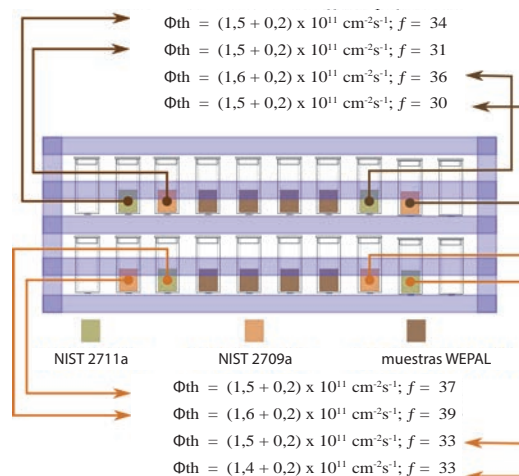 Φth = (1,5 + 0,2) x 10¹¹ cm⁻²s⁻¹; f = 34
Φth = (1,5 + 0,2) x 10¹¹ cm⁻²s⁻¹; f = 31
Φth = (1,6 + 0,2) x 10¹¹ cm⁻²s⁻¹; f = 36
Φth = (1,5 + 0,2) x 10¹¹ cm⁻²s⁻¹; f = 30
NIST 2711a NIST 2709a muestras WEPAL
Φth = (1,5 + 0,2) x 10¹¹ cm⁻²s⁻¹; f = 37
Φth = (1,6 + 0,2) x 10¹¹ cm⁻²s⁻¹; f = 39
Φth = (1,5 + 0,2) x 10¹¹ cm⁻²s⁻¹; f = 33
Φth = (1,4 + 0,2) x 10¹¹ cm⁻²s⁻¹; f = 33